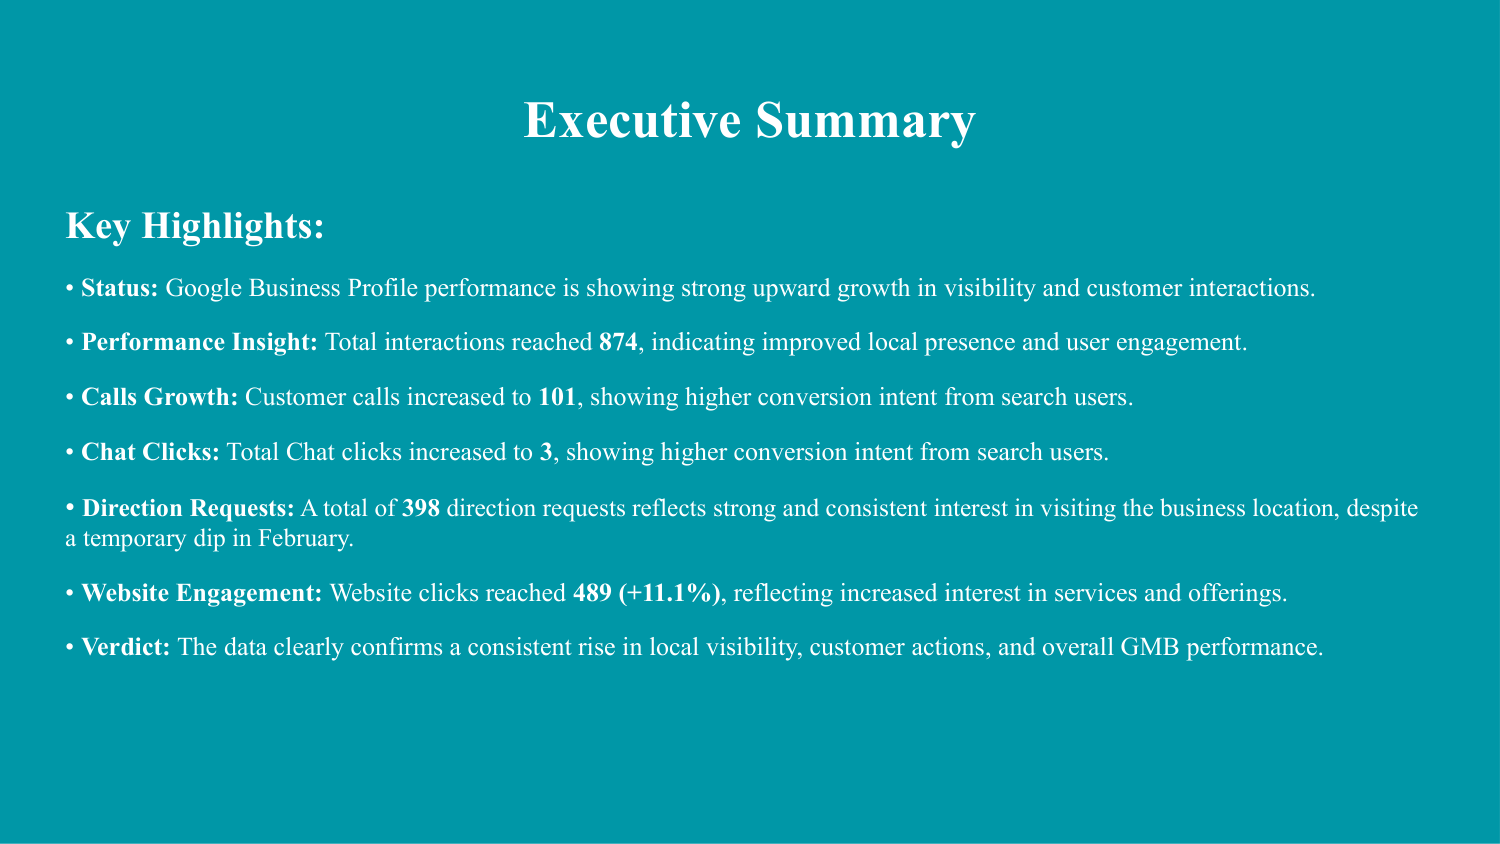 Executive Summary
Key Highlights:
• Status: Google Business Profile performance is showing strong upward growth in visibility and customer interactions.
• Performance Insight: Total interactions reached 874, indicating improved local presence and user engagement.
• Calls Growth: Customer calls increased to 101, showing higher conversion intent from search users.
• Chat Clicks: Total Chat clicks increased to 3, showing higher conversion intent from search users.
• Direction Requests: A total of 398 direction requests reflects strong and consistent interest in visiting the business location, despite
a temporary dip in February.
• Website Engagement: Website clicks reached 489 (+11.1%), reflecting increased interest in services and offerings.
• Verdict: The data clearly confirms a consistent rise in local visibility, customer actions, and overall GMB performance.